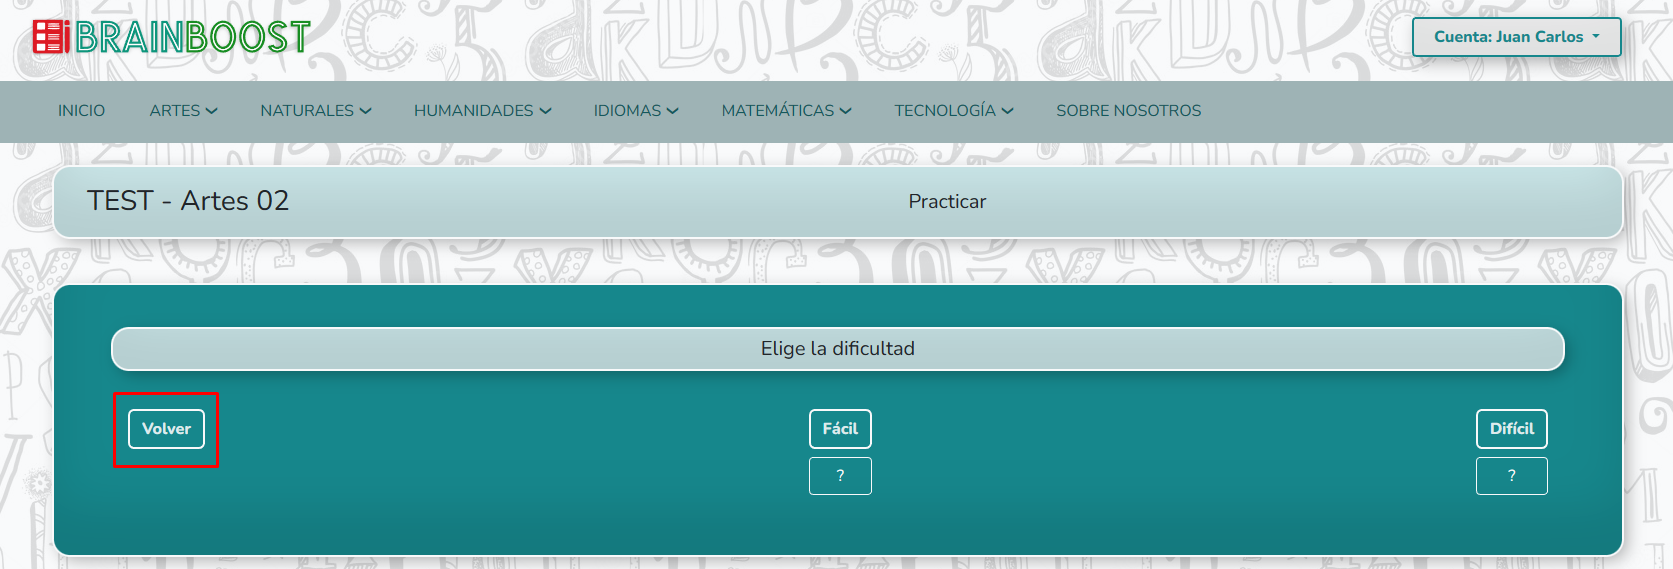 BRAINBOOST
Cuenta: Juan Carlos
INICIO ARTES NATURALES HUMANIDADES IDIOMAS MATEMÁTICAS TECNOLOGÍA SOBRE NOSOTROS
TEST - Artes 02 Practicar
Elige la dificultad
Volver Fácil Difícil
? ?